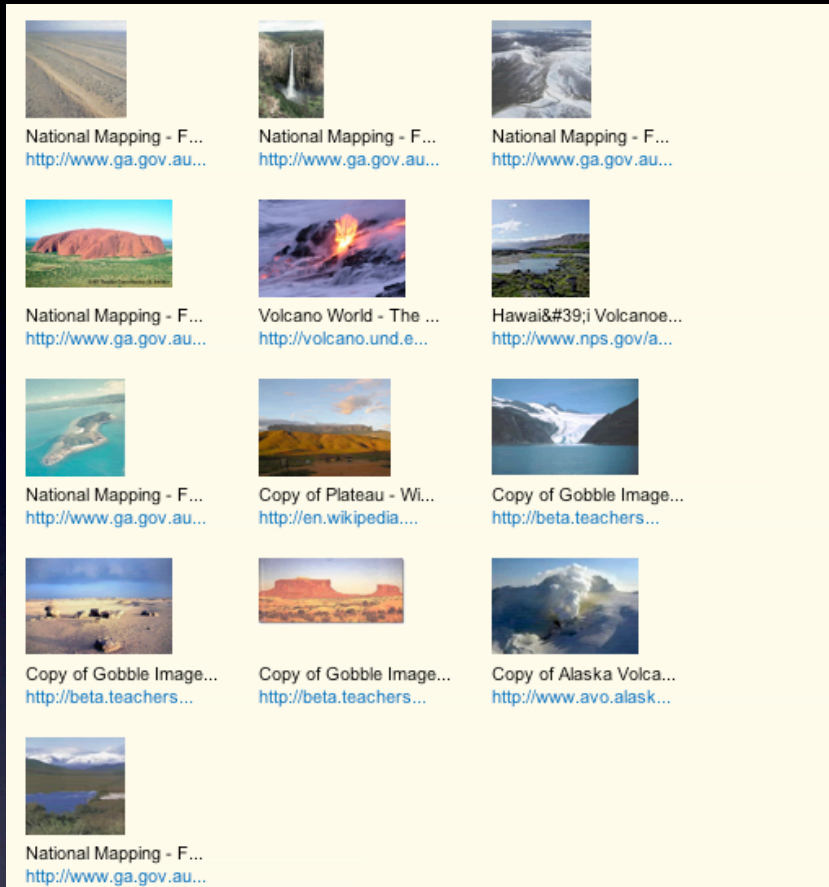 National Mapping - F...
http://www.ga.gov.au...
National Mapping - F...
http://www.ga.gov.au...
National Mapping - F...
http://www.ga.gov.au...
National Mapping - F...
http://www.ga.gov.au...
Volcano World - The ...
http://volcano.und.e...
Hawai&#39;i Volcanoe...
http://www.nps.gov/a...
National Mapping - F...
http://www.ga.gov.au...
Copy of Plateau - Wi...
http://en.wikipedia....
Copy of Gobble Image...
http://beta.teachers...
Copy of Gobble Image...
http://beta.teachers...
Copy of Gobble Image...
http://beta.teachers...
Copy of Alaska Volca...
http://www.avo.alask...
National Mapping - F...
http://www.ga.gov.au...